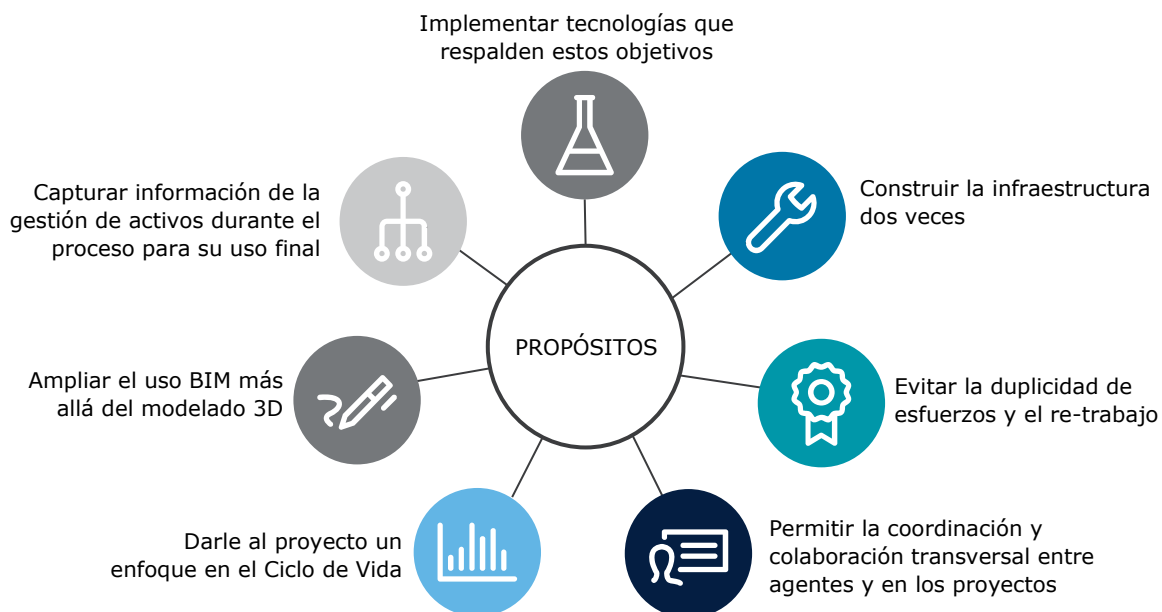 Implementar tecnologías que
respalden estos objetivos
Construir la infraestructura
dos veces
Evitar la duplicidad de
esfuerzos y el re-trabajo
Permitir la coordinación y
colaboración transversal entre
agentes y en los proyectos
Darle al proyecto un
enfoque en el Ciclo de Vida
Ampliar el uso BIM más
allá del modelado 3D
Capturar información de la
gestión de activos durante el
proceso para su uso final
PROPÓSITOS